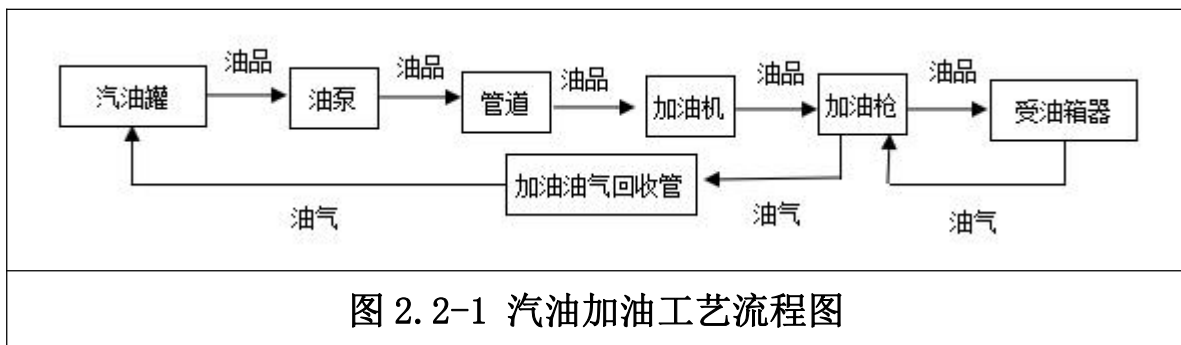 油品
油品
油品
油品
油品
汽油罐
油泵
管道
加油机
加油枪
受油箱器
加油油气回收管
油气
油气
油气
图 2.2-1 汽油加油工艺流程图